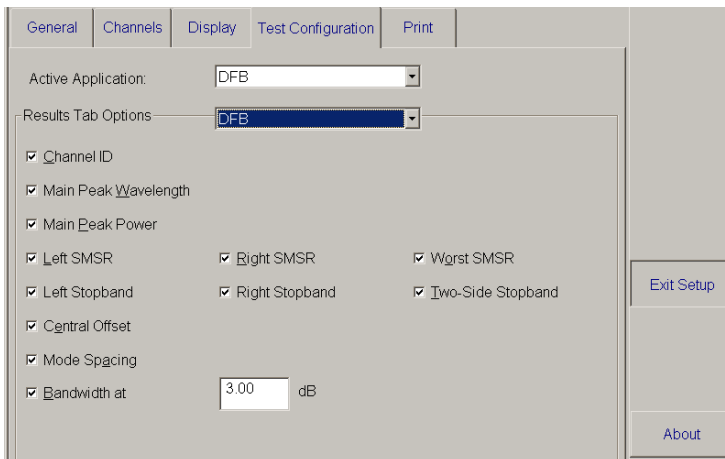 General Channels Display Test Configuration Print
Active Application: DFB
Results Tab Options DFB
Channel ID
Main Peak Wavelength
Main Peak Power
Left SMSR Right SMSR Worst SMSR
Left Stopband Right Stopband Two-Side Stopband
Exit Setup
Central Offset
Mode Spacing
Bandwidth at 3.00 dB
About